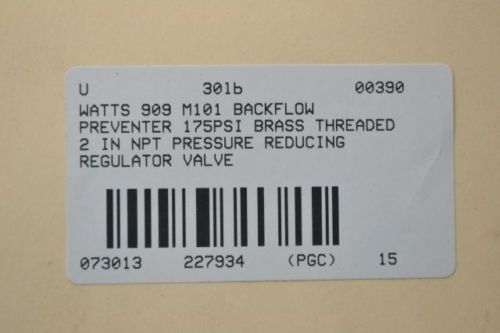 U 30lb 00390
WATTS 909 M101 BACKFLOW
PREVENTER 175PSI BRASS THREADED
2 IN NPT PRESSURE REDUCING
REGULATOR VALVE
073013 227934 (PGC) 15